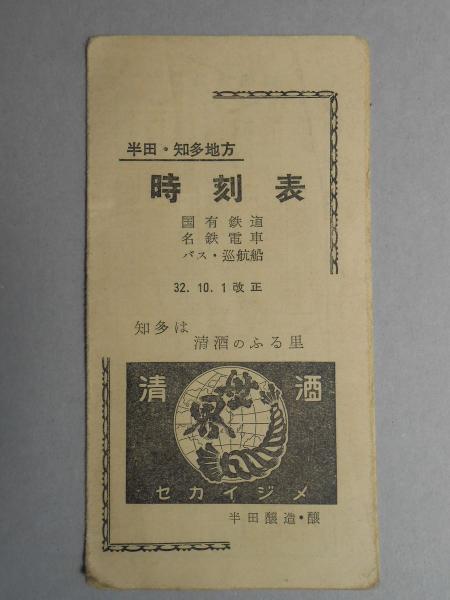 半田・知多地方
時刻表
国有鉄道
名鉄電車
バス・巡航船
32.10.1改正
知多は
清酒のふる里
清酒
世界
セカイジメ
半田醸造・醸